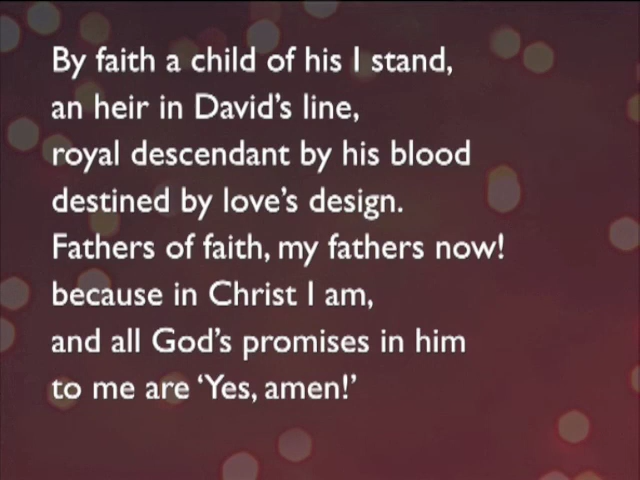 By faith a child of his I stand,
an heir in David’s line,
royal descendant by his blood
destined by love’s design.
Fathers of faith, my fathers now!
because in Christ I am,
and all God’s promises in him
to me are ‘Yes, amen!’